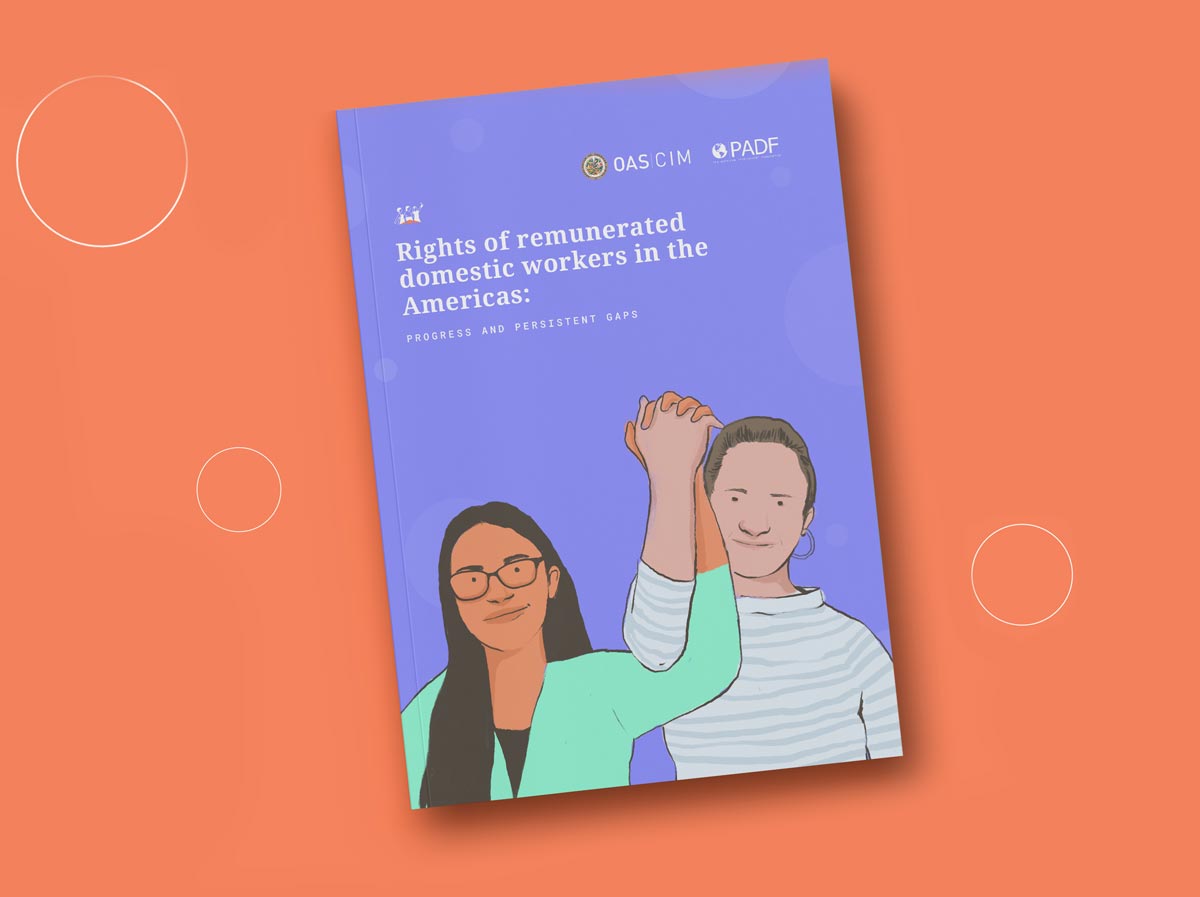 OAS|CIM
PADF
Rights of remunerated
domestic workers in the
Americas:
PROGRESS AND PERSISTENT GAPS